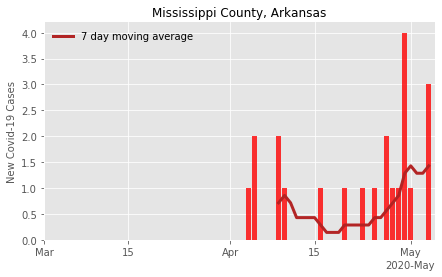 Mississippi County, Arkansas
7 day moving average
New Covid-19 Cases
4.0
3.5
3.0
2.5
2.0
1.5
1.0
0.5
0.0
Mar
15
Apr
15
May
2020-May